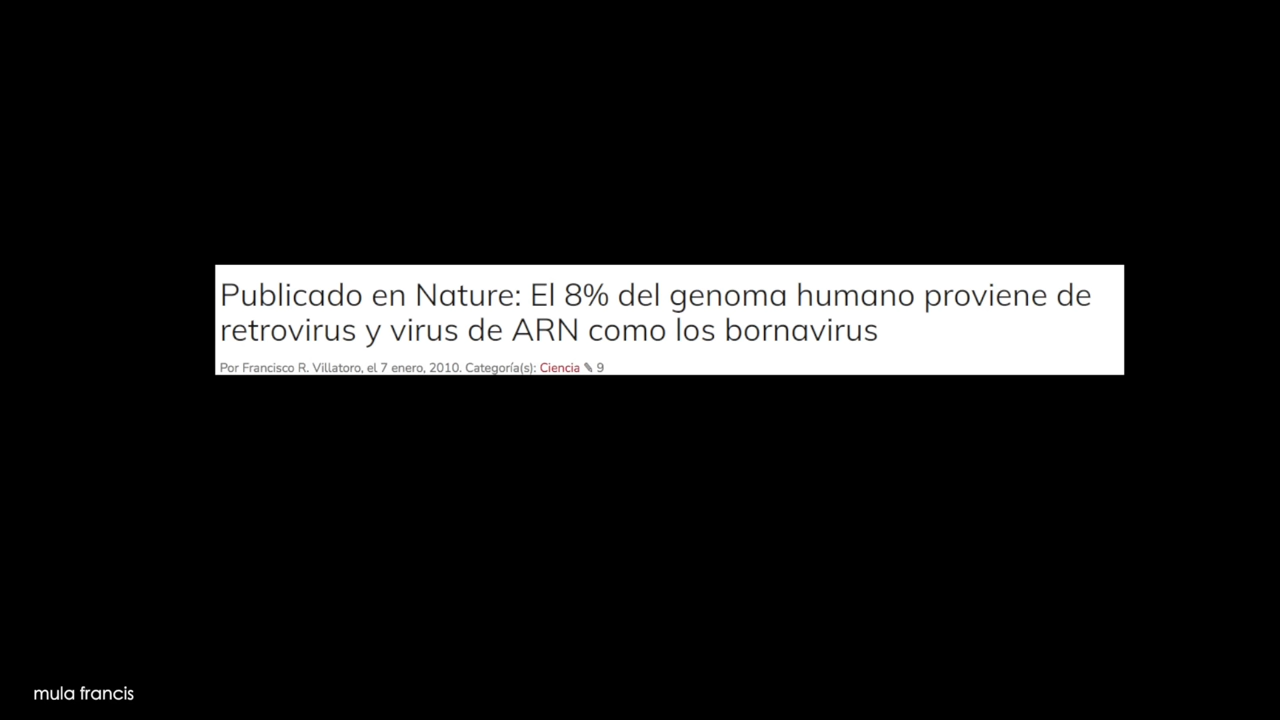 Publicado en Nature: El 8% del genoma humano proviene de
retrovirus y virus de ARN como los bornavirus
Por Francisco R. Villatoro, el 7 enero, 2010. Categoría(s): Ciencia ✎ 9
mula francis